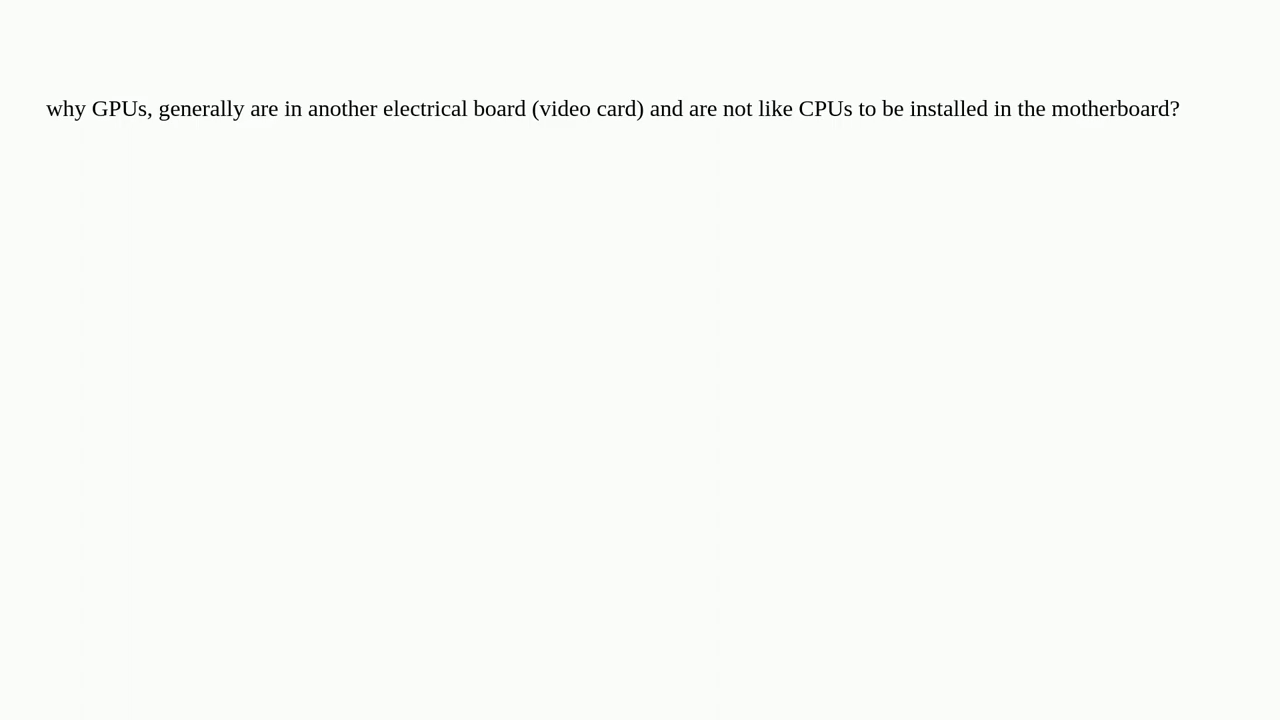 why GPUs, generally are in another electrical board (video card) and are not like CPUs to be installed in the motherboard?